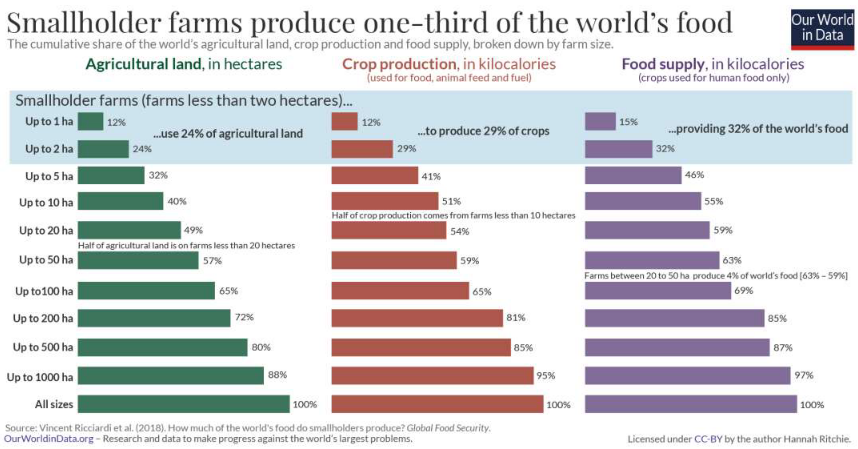 Smallholder farms produce one-third of the world's food
Our World
in Data
The cumulative share of the world's agricultural land, crop production and food supply, broken down by farm size.
Agricultural land, in hectares
Crop production, in kilocalories
(used for food, animal feed and fuel)
Food supply, in kilocalories
(crops used for human food only)
Smallholder farms (farms less than two hectares)...
Up to 1 ha 12% 12% 15%
...use 24% of agricultural land ...to produce 29% of crops ...providing 32% of the world's food
Up to 2 ha 24% 29% 32%
Up to 5 ha 32% 41% 46%
Up to 10 ha 40% 51% 55%
Half of crop production comes from farms less than 10 hectares
Up to 20 ha 49% 54% 59%
Half of agricultural land is on farms less than 20 hectares
Up to 50 ha 57% 59% 63%
Farms between 20 to 50 ha produce 4% of world's food [63% – 59%]
Up to100 ha 65% 65% 69%
Up to 200 ha 72% 81% 85%
Up to 500 ha 80% 85% 87%
Up to 1000 ha 88% 95% 97%
All sizes 100% 100% 100%
Source: Vincent Ricciardi et al. (2018). How much of the world's food do smallholders produce? Global Food Security.
OurWorldinData.org – Research and data to make progress against the world's largest problems.
Licensed under CC-BY by the author Hannah Ritchie.